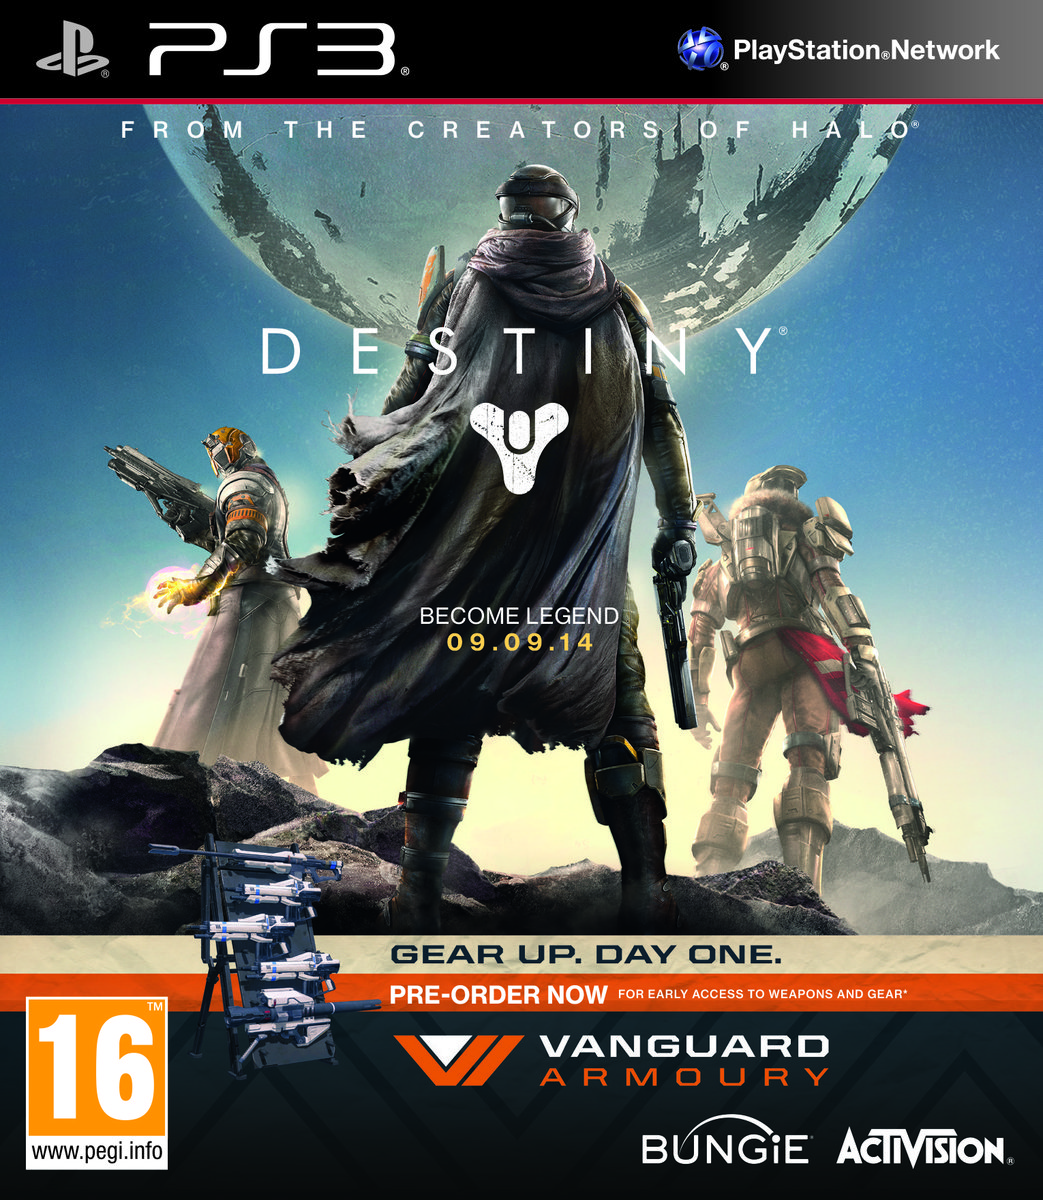 PS3®
PlayStation®Network
FROM THE CREATORS OF HALO®
DESTINY®
BECOME LEGEND
09.09.14
GEAR UP. DAY ONE.
PRE-ORDER NOW FOR EARLY ACCESS TO WEAPONS AND GEAR*
VANGUARD
ARMOURY
16™
www.pegi.info
BUNGiE®
ACTIVISION®